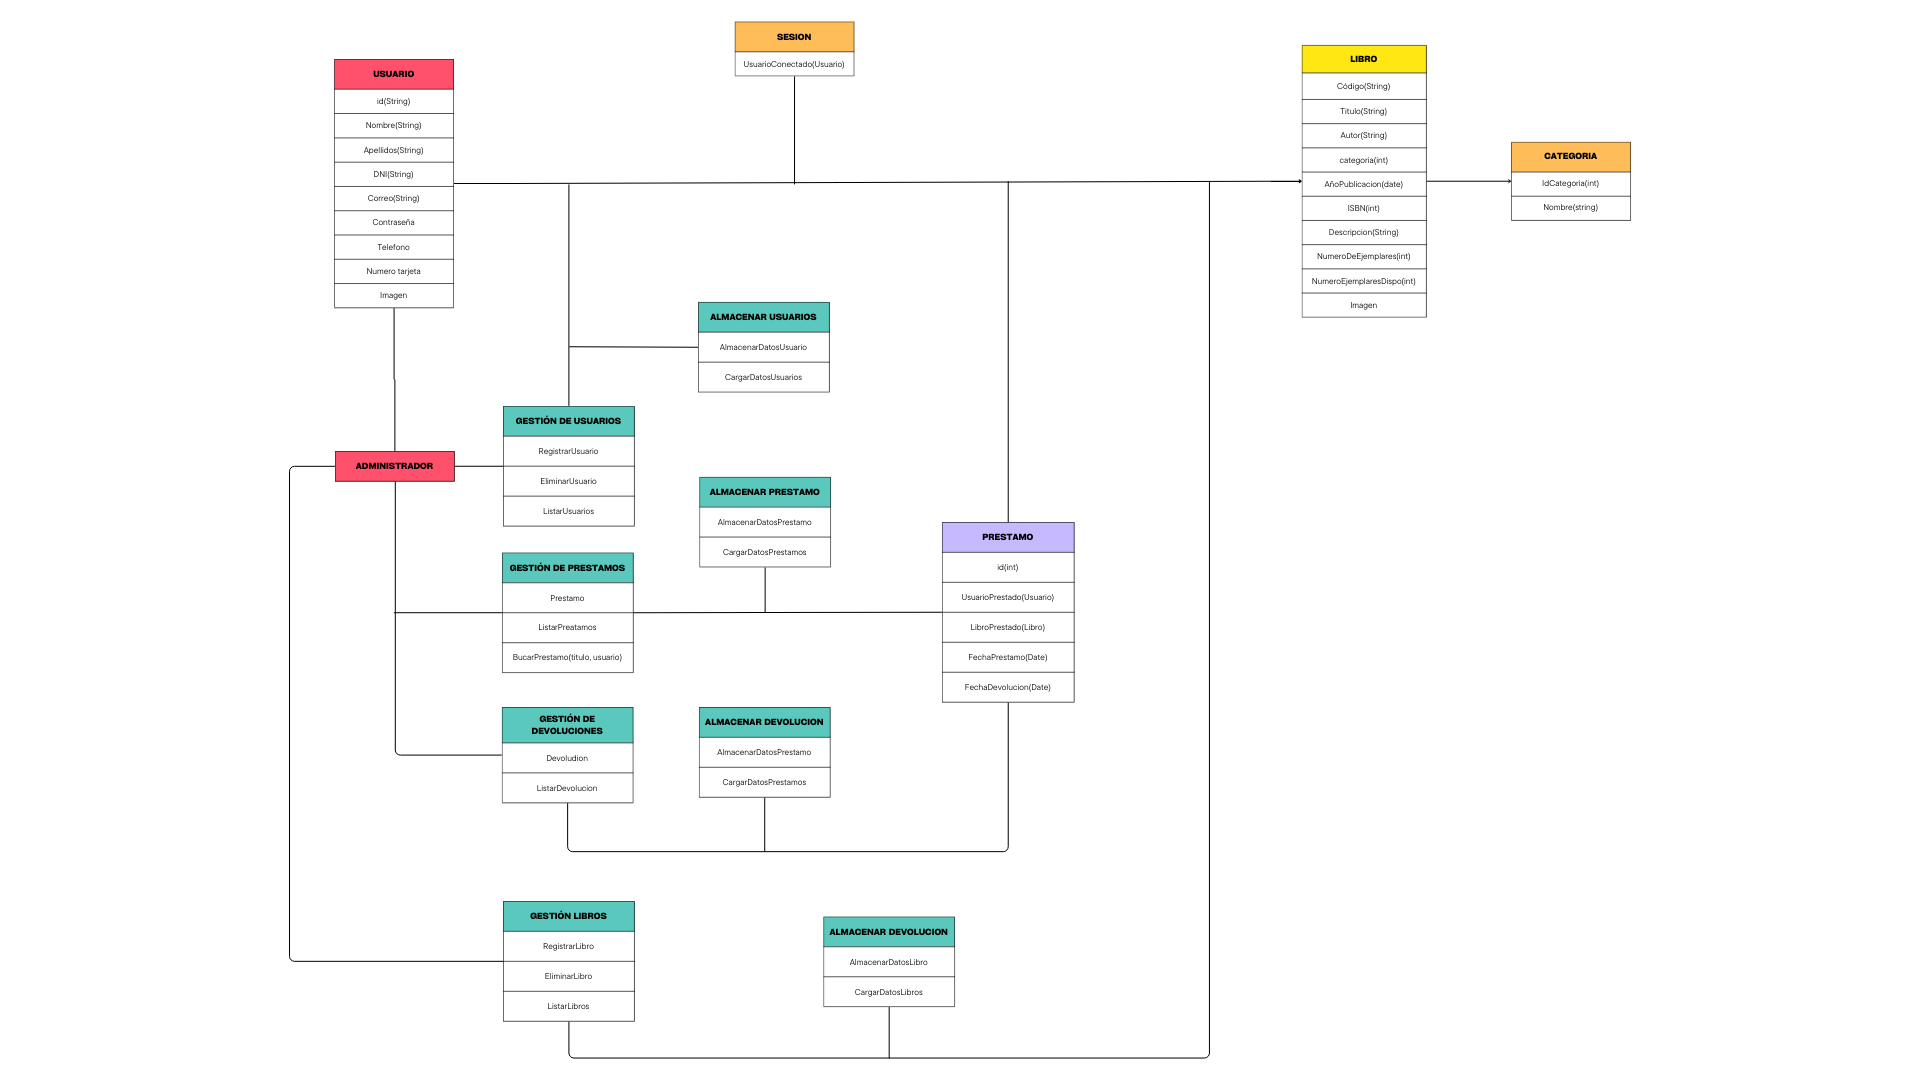 SESION
UsuarioConectado(Usuario)
USUARIO
id(String)
Nombre(String)
Apellidos(String)
DNI(String)
Correo(String)
Contraseña
Telefono
Numero tarjeta
Imagen
LIBRO
Código(String)
Titulo(String)
Autor(String)
categoria(int)
AñoPublicacion(date)
ISBN(int)
Descripcion(String)
NumeroDeEjemplares(int)
NumeroEjemplaresDispo(int)
Imagen
CATEGORIA
IdCategoria(int)
Nombre(string)
ALMACENAR USUARIOS
AlmacenarDatosUsuario
CargarDatosUsuarios
ADMINISTRADOR
GESTIÓN DE USUARIOS
RegistrarUsuario
EliminarUsuario
ListarUsuarios
ALMACENAR PRESTAMO
AlmacenarDatosPrestamo
CargarDatosPrestamos
PRESTAMO
id(int)
UsuarioPrestado(Usuario)
LibroPrestado(Libro)
FechaPrestamo(Date)
FechaDevolucion(Date)
GESTIÓN DE PRESTAMOS
Prestamo
ListarPreatamos
BucarPrestamo(titulo, usuario)
GESTIÓN DE
DEVOLUCIONES
Devoludion
ListarDevolucion
ALMACENAR DEVOLUCION
AlmacenarDatosPrestamo
CargarDatosPrestamos
GESTIÓN LIBROS
RegistrarLibro
EliminarLibro
ListarLibros
ALMACENAR DEVOLUCION
AlmacenarDatosLibro
CargarDatosLibros